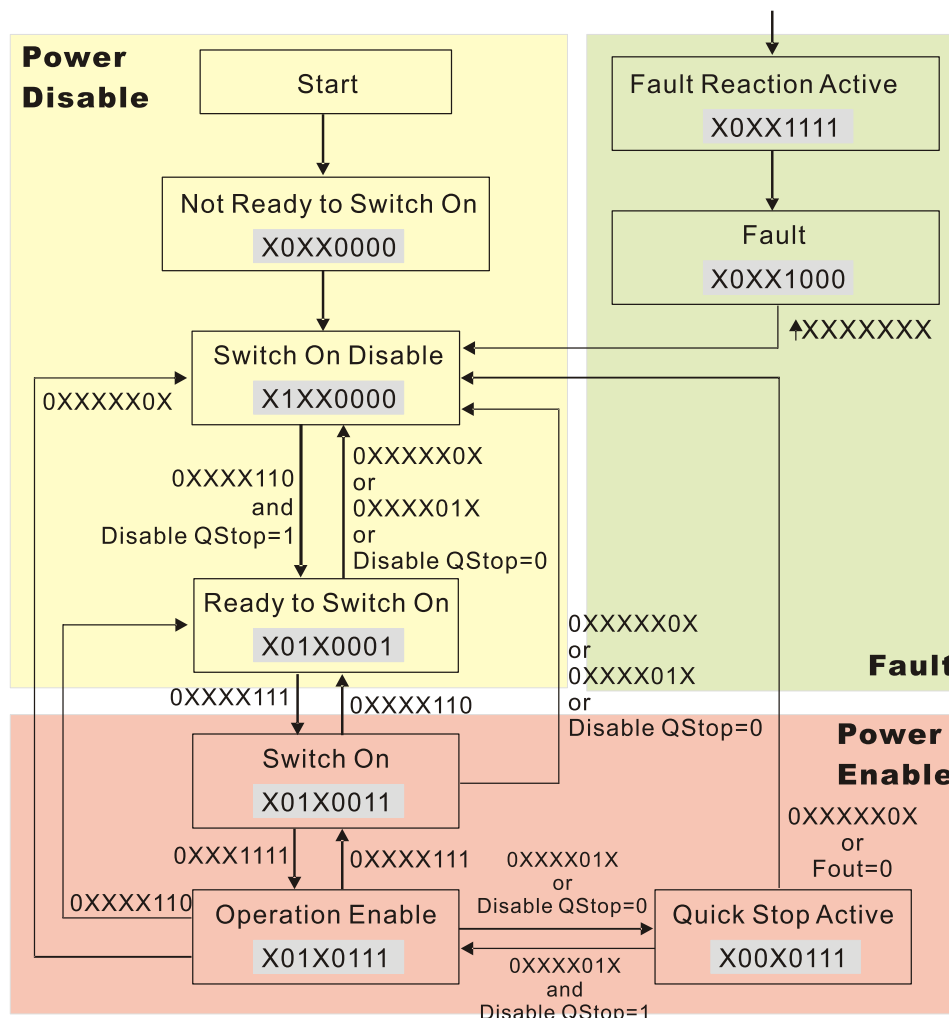 Power
Disable
Start
Not Ready to Switch On
X0XX0000
Switch On Disable
X1XX0000
0XXXXX0X
0XXXX110
and
Disable QStop=1
0XXXXX0X
or
0XXXX01X
or
Disable QStop=0
Ready to Switch On
X01X0001
0XXXX111
0XXXX110
Fault Reaction Active
X0XX1111
Fault
X0XX1000
XXXXXXX
Fault
0XXXXX0X
or
0XXXX01X
or
Disable QStop=0
Power
Enable
Switch On
X01X0011
0XXX1111
0XXXX111
0XXXX110
Operation Enable
X01X0111
0XXXX01X
or
Disable QStop=0
0XXXX01X
and
Disable QStop=1
0XXXXX0X
or
Fout=0
Quick Stop Active
X00X0111